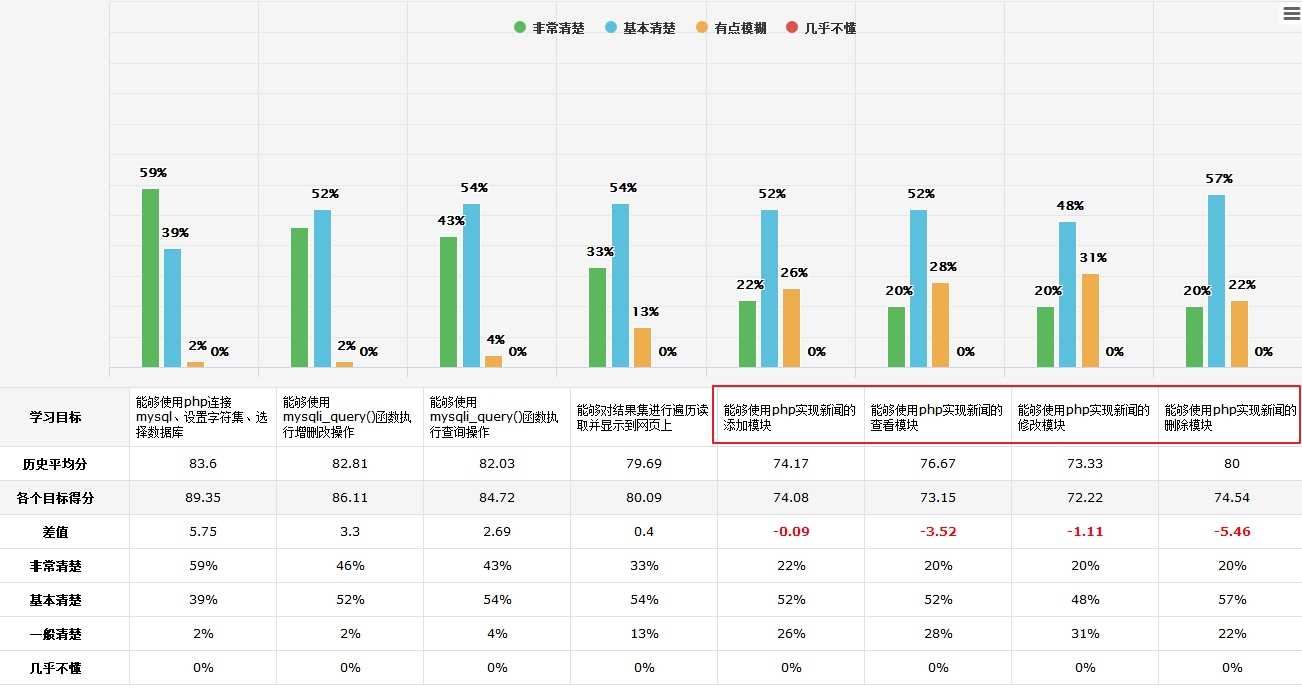 非常清楚 基本清楚 有点模糊 几乎不懂
59% 39% 2% 0%
52% 2% 0%
43% 54% 4% 0%
33% 54% 13% 0%
22% 52% 26% 0%
20% 52% 28% 0%
20% 48% 31% 0%
20% 57% 22% 0%
学习目标
能够使用php连接
mysql、设置字符集、选
择数据库
能够使用
mysqli_query()函数执
行增删改操作
能够使用
mysqli_query()函数执
行查询操作
能够对结果集进行遍历读
取并显示到网页上
能够使用php实现新闻的
添加模块
能够使用php实现新闻的
查看模块
能够使用php实现新闻的
修改模块
能够使用php实现新闻的
删除模块
历史平均分 83.6 82.81 82.03 79.69 74.17 76.67 73.33 80
各个目标得分 89.35 86.11 84.72 80.09 74.08 73.15 72.22 74.54
差值 5.75 3.3 2.69 0.4 -0.09 -3.52 -1.11 -5.46
非常清楚 59% 46% 43% 33% 22% 20% 20% 20%
基本清楚 39% 52% 54% 54% 52% 52% 48% 57%
一般清楚 2% 2% 4% 13% 26% 28% 31% 22%
几乎不懂 0% 0% 0% 0% 0% 0% 0% 0%